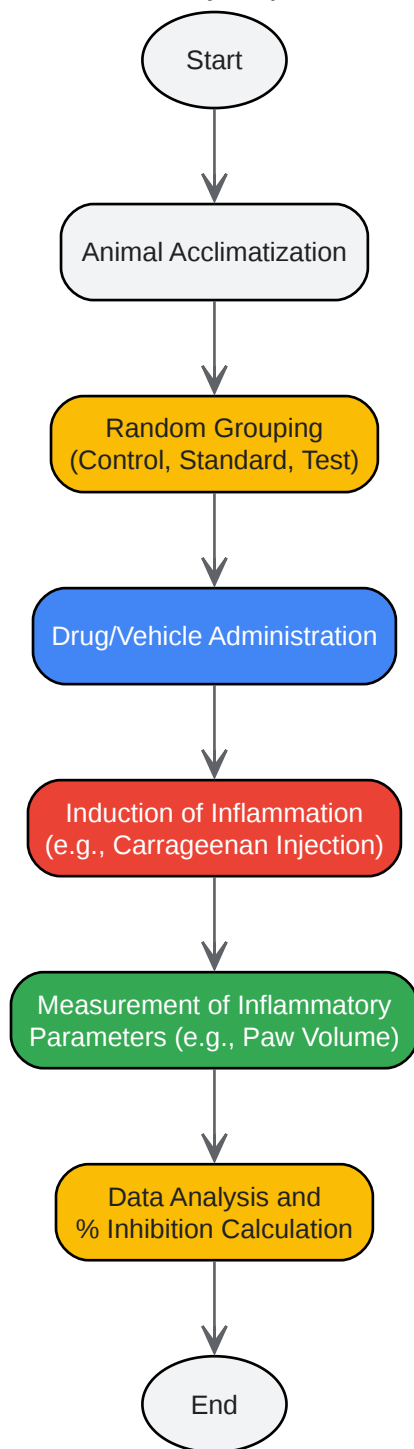 Start
Animal Acclimatization
Random Grouping
(Control, Standard, Test)
Drug/Vehicle Administration
Induction of Inflammation
(e.g., Carrageenan Injection)
Measurement of Inflammatory
Parameters (e.g., Paw Volume)
Data Analysis and
% Inhibition Calculation
End